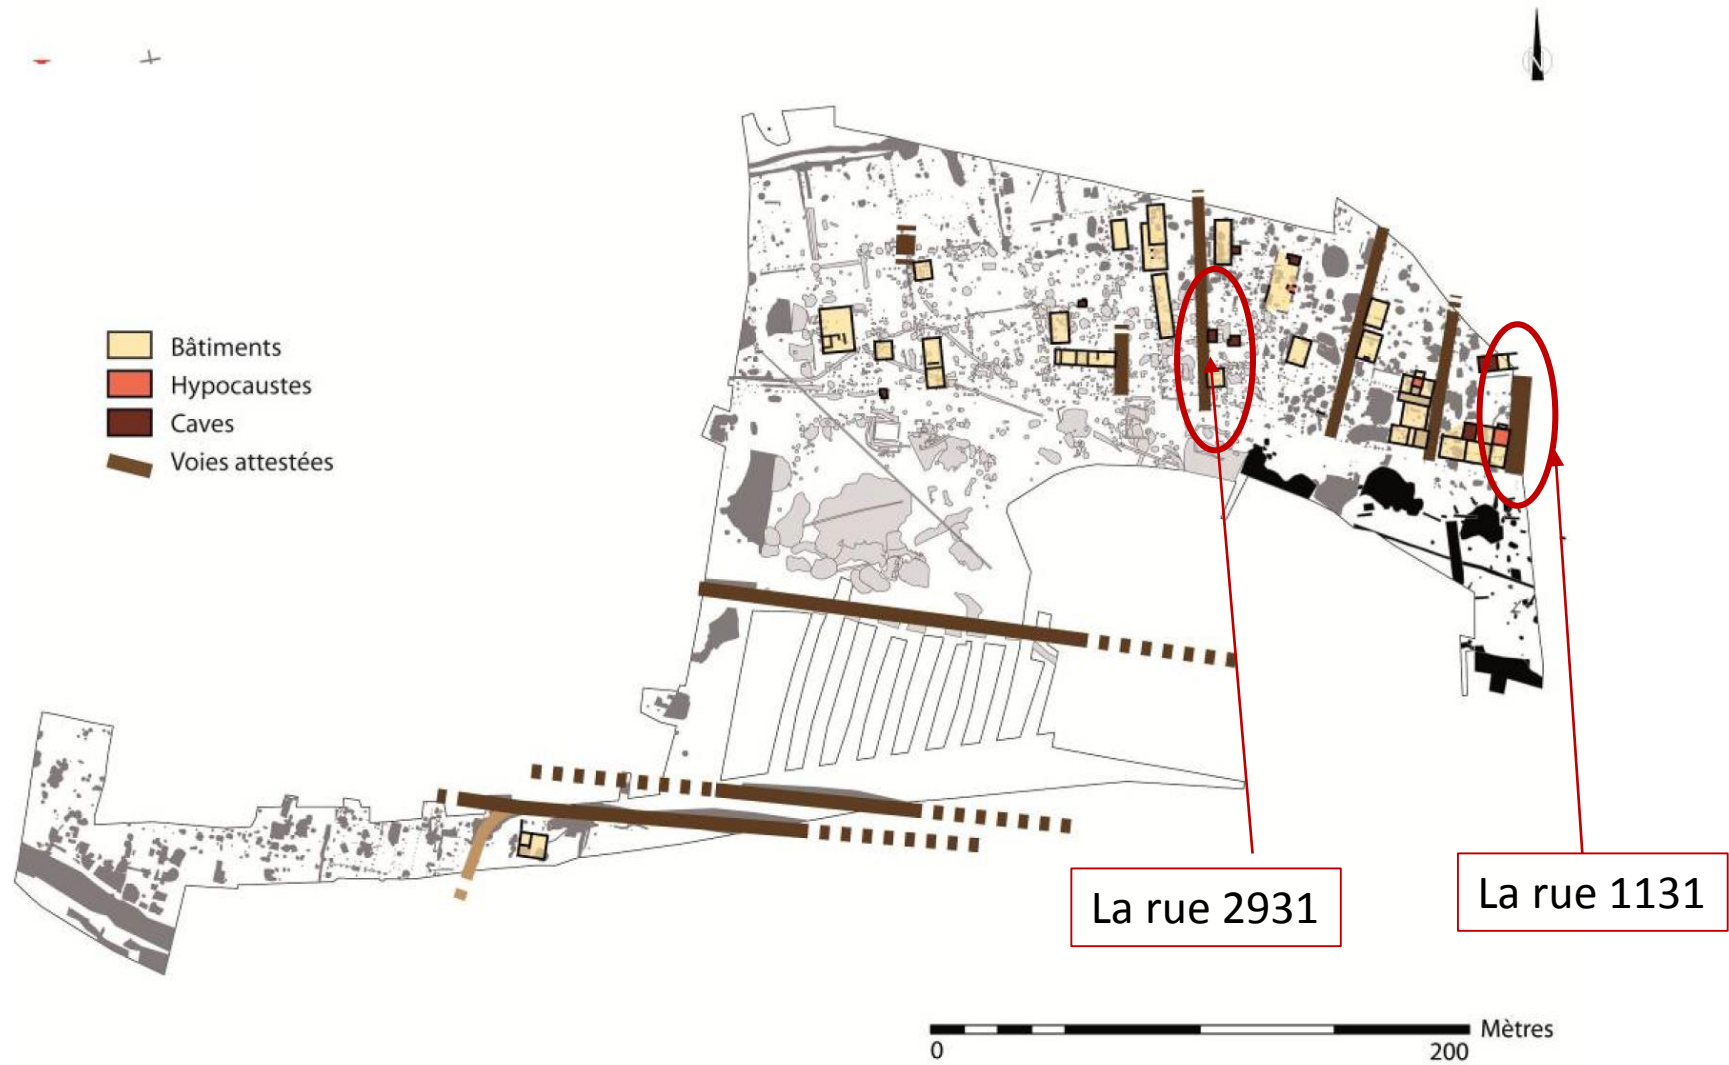 N
Bâtiments
Hypocaustes
Caves
Voies attestées
La rue 2931
La rue 1131
Mètres
0 200